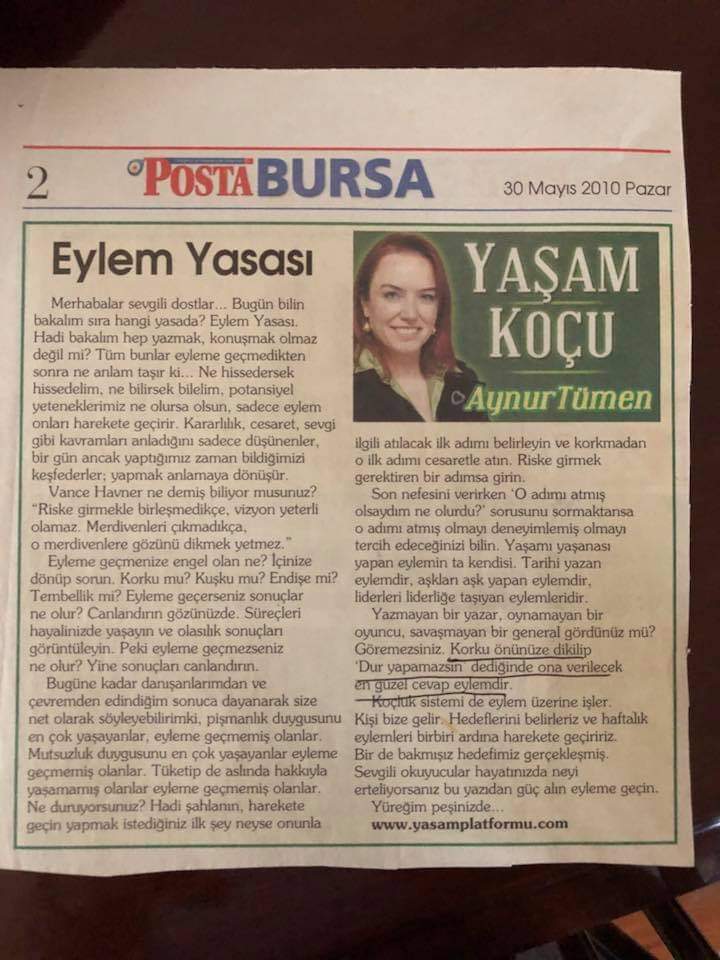 2
POSTA BURSA
30 Mayıs 2010 Pazar
Eylem Yasası
YAŞAM
KOÇU
Aynur Tümen
Merhabalar sevgili dostlar... Bugün bilin
bakalım sıra hangi yasada? Eylem Yasası.
Hadi bakalım hep yazmak, konuşmak olmaz
değil mi? Tüm bunlar eyleme geçmedikten
sonra ne anlam taşır ki... Ne hissedersek
hissedelim, ne bilirsek bilelim, potansiyel
yeteneklerimiz ne olursa olsun, sadece eylem
onları harekete geçirir. Kararlılık, cesaret, sevgi
gibi kavramları anladığını sadece düşünenler,
bir gün ancak yaptığımız zaman bildiğimizi
keşfederler; yapmak anlamaya dönüşür.
Vance Havner ne demiş biliyor musunuz?
“Riske girmekle birleşmedikçe, vizyon yeterli
olamaz. Merdivenleri çıkmadıkça,
o merdivenlere gözünü dikmek yetmez.”
Eyleme geçmenize engel olan ne? İçinize
dönüp sorun. Korku mu? Kuşku mu? Endişe mi?
Tembellik mi? Eyleme geçerseniz sonuçlar
ne olur? Canlandırın gözünüzde. Süreçleri
hayalinizde yaşayın ve olasılık sonuçları
görüntüleyin. Peki eyleme geçmezseniz
ne olur? Yine sonuçları canlandırın.
Bugüne kadar danışanlarımdan ve
çevremden edindiğim sonuca dayanarak size
net olarak söyleyebilirimki, pişmanlık duygusunu
en çok yaşayanlar, eyleme geçmemiş olanlar.
Mutsuzluk duygusunu en çok yaşayanlar eyleme
geçmemiş olanlar. Tüketip de aslında hakkıyla
yaşamamış olanlar eyleme geçmemiş olanlar.
Ne duruyorsunuz? Hadi şahlanın, harekete
geçin yapmak istediğiniz ilk şey neyse onunla
ilgili atılacak ilk adımı belirleyin ve korkmadan
o ilk adımı cesaretle atın. Riske girmek
gerektiren bir adımsa girin.
Son nefesini verirken ‘O adımı atmış
olsaydım ne olurdu?’ sorusunu sormaktansa
o adımı atmış olmayı deneyimlemiş olmayı
tercih edeceğinizi bilin. Yaşamı yaşanası
yapan eylemin ta kendisi. Tarihi yazan
eylemdir, aşkları aşk yapan eylemdir,
liderleri liderliğe taşıyan eylemleridir.
Yazmayan bir yazar, oynamayan bir
oyuncu, savaşmayan bir general gördünüz mü?
Göremezsiniz. Korku önünüze dikilip
‘Dur yapamazsın’ dediğinde ona verilecek
en güzel cevap eylemdir.
Koçluk sistemi de eylem üzerine işler.
Kişi bize gelir. Hedeflerini belirleriz ve haftalık
eylemleri birbiri ardına harekete geçiririz.
Bir de bakmışız hedefimiz gerçekleşmiş.
Sevgili okuyucular hayatınızda neyi
erteliyorsanız bu yazıdan güç alın eyleme geçin.
Yüreğim peşinizde...
www.yasamplatformu.com